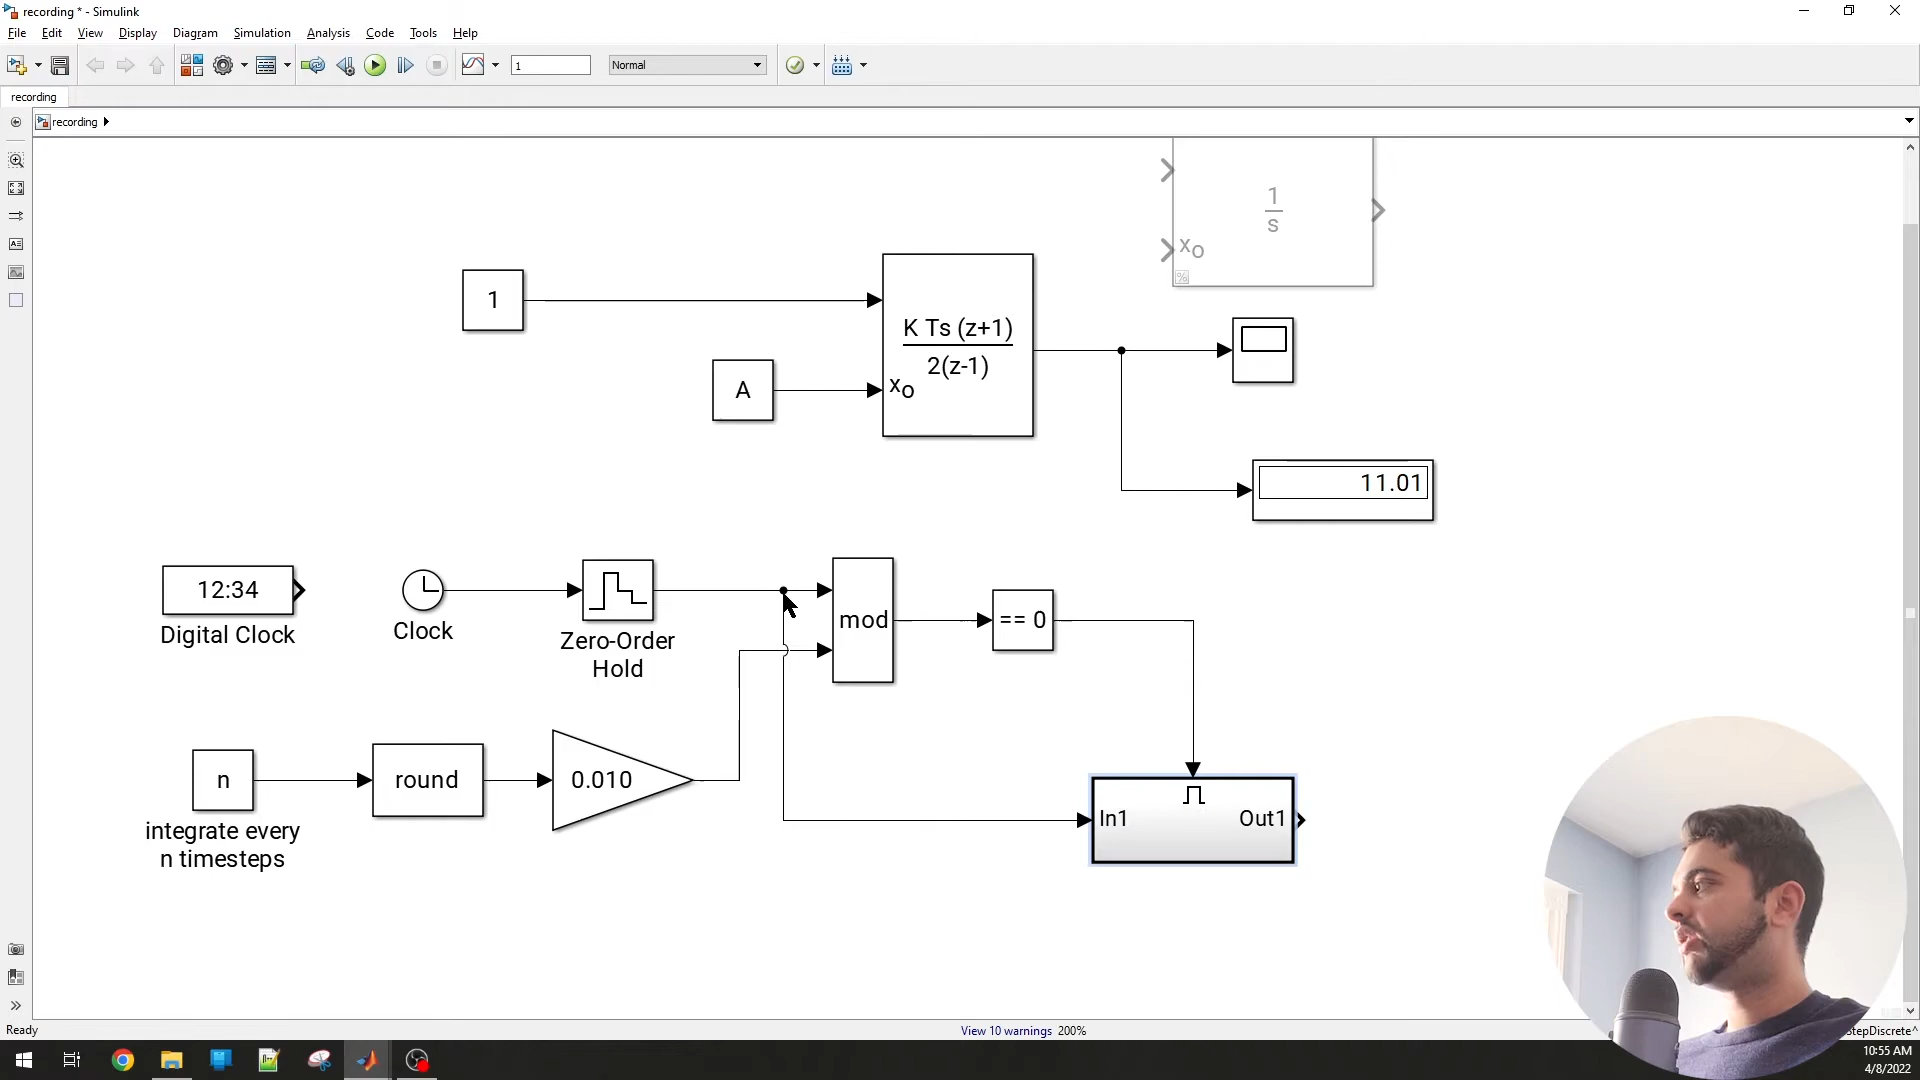 recording * - Simulink
File Edit View Display Diagram Simulation Analysis Code Tools Help
1
Normal
recording
recording
1
s
xo
1
K Ts (z+1)
2(z-1)
xo
A
11.01
12:34
Digital Clock
Clock
Zero-Order
Hold
mod
== 0
n
integrate every
n timesteps
round
0.010
In1
Out1
Ready
View 10 warnings 200%
StepDiscrete
10:55 AM
4/8/2022